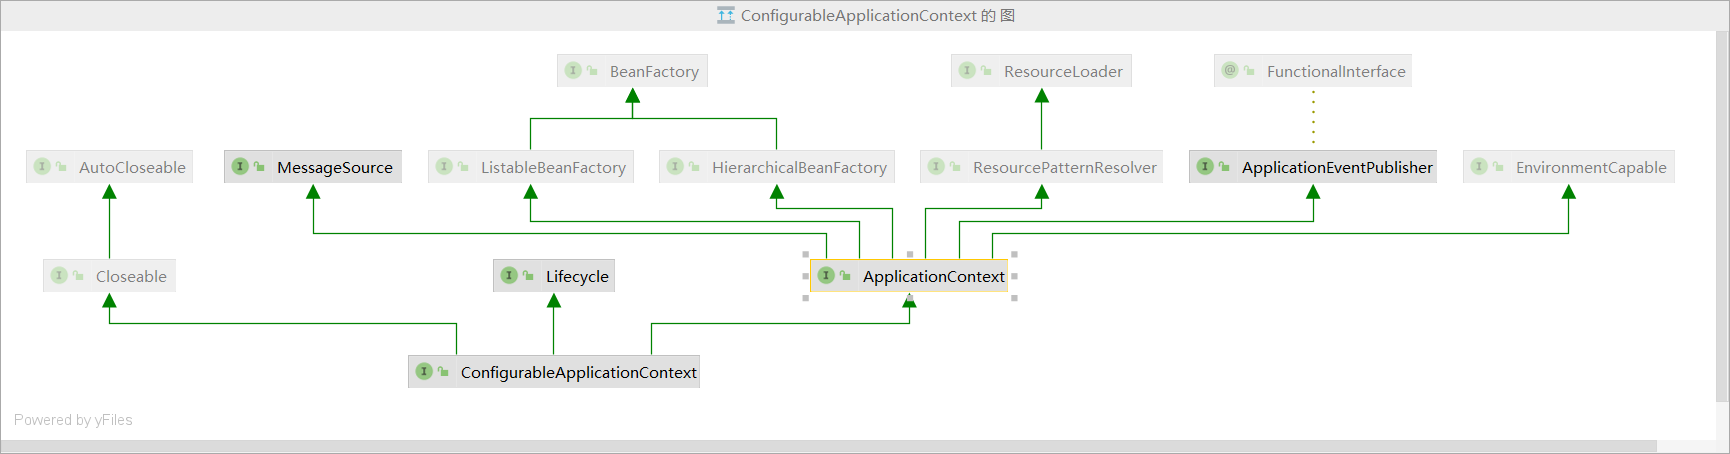 ConfigurableApplicationContext 的图
BeanFactory
ResourceLoader
@ FunctionalInterface
AutoCloseable
MessageSource
ListableBeanFactory
HierarchicalBeanFactory
ResourcePatternResolver
ApplicationEventPublisher
EnvironmentCapable
Closeable
Lifecycle
ApplicationContext
ConfigurableApplicationContext
Powered by yFiles